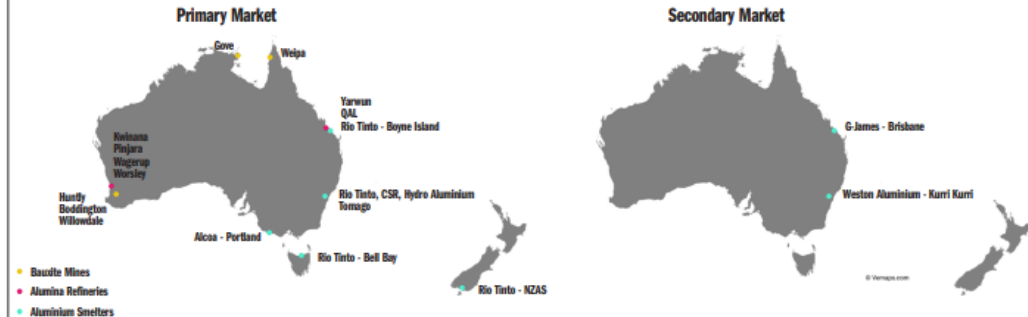 Primary Market
Gove
Weipa
Yarwun
QAL
Rio Tinto - Boyne Island
Kwinana
Pinjara
Wagerup
Worsley
Huntly
Boddington
Willowdale
Rio Tinto, CSR, Hydro Aluminium
Tomago
Alcoa - Portland
Rio Tinto - Bell Bay
Rio Tinto - NZAS
Bauxite Mines
Alumina Refineries
Aluminium Smelters
Secondary Market
G-James - Brisbane
Weston Aluminium - Kurri Kurri
© Vemaps.com